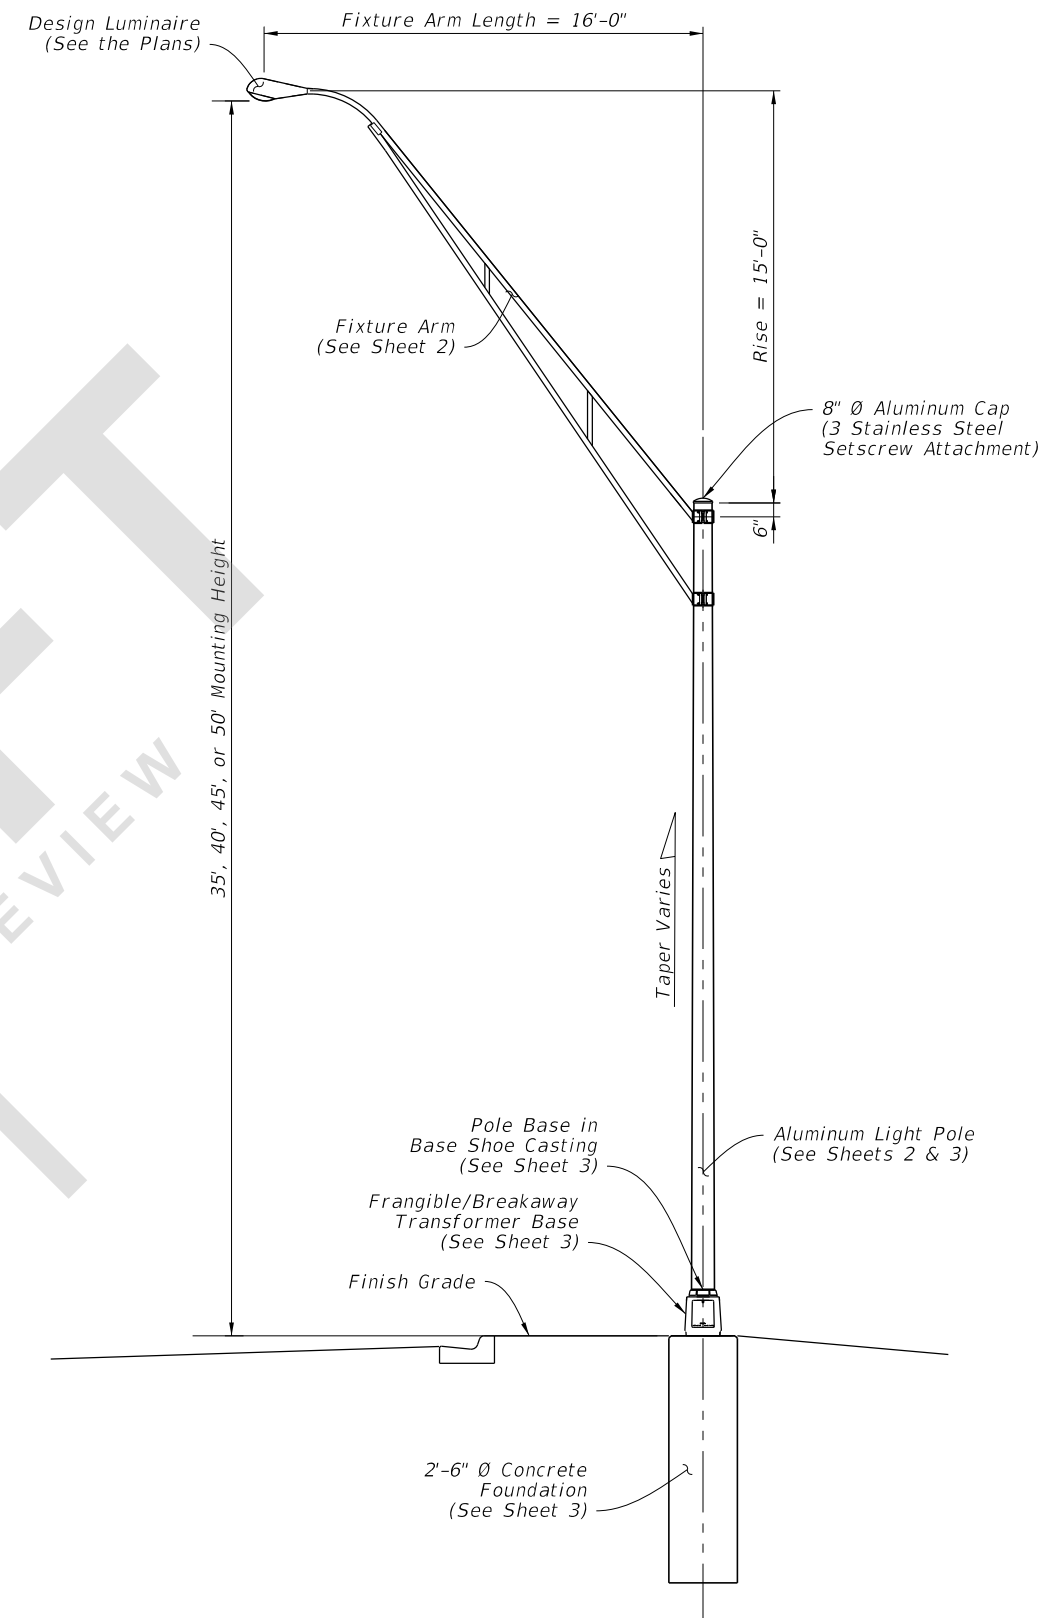 Fixture Arm Length = 16'-0"
Design Luminaire
(See the Plans)
Rise = 15'-0"
Fixture Arm
(See Sheet 2)
8" Ø Aluminum Cap
(3 Stainless Steel
Setscrew Attachment)
6"
35', 40', 45', or 50' Mounting Height
EVIEW
Taper Varies
Pole Base in
Base Shoe Casting
(See Sheet 3)
Aluminum Light Pole
(See Sheets 2 & 3)
Frangible/Breakaway
Transformer Base
(See Sheet 3)
Finish Grade
2'-6" Ø Concrete
Foundation
(See Sheet 3)